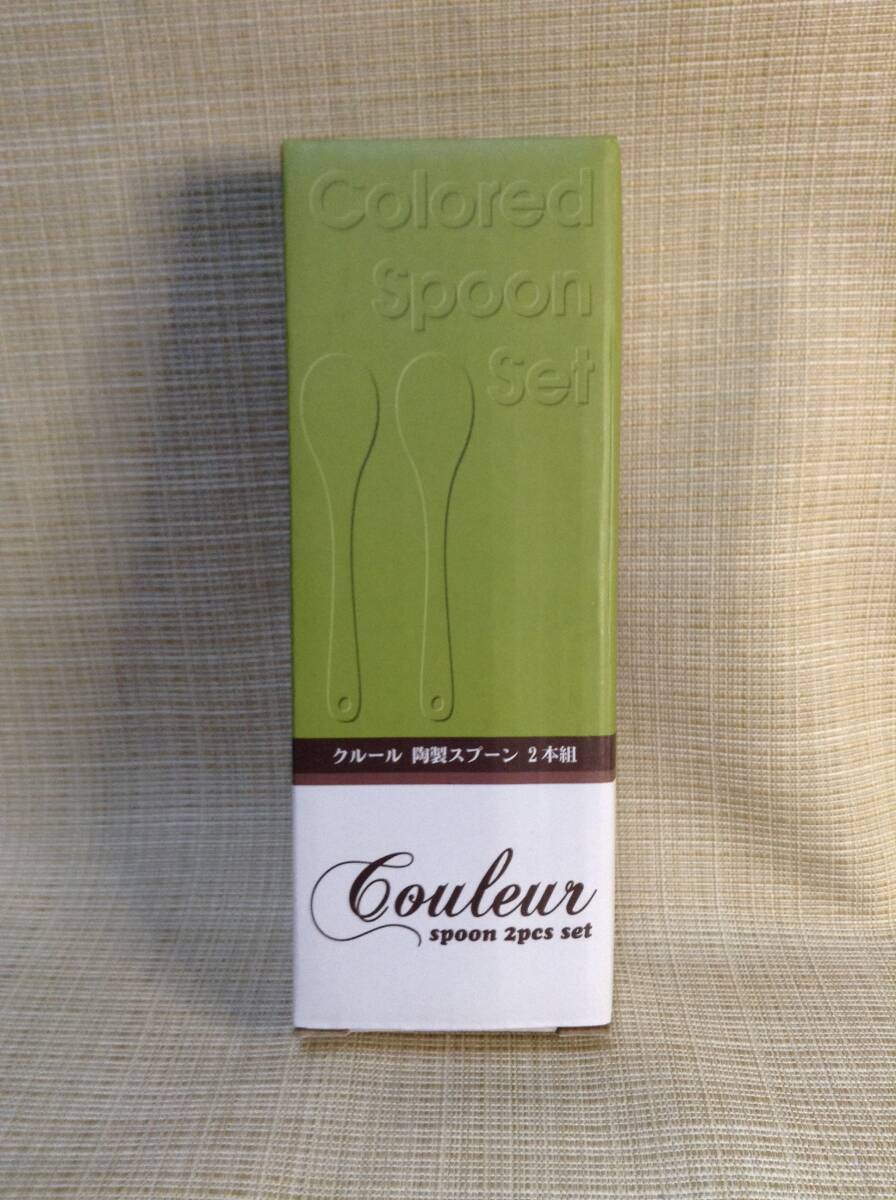 Colored
Spoon
Set
クルール 陶製スプーン 2本組
Couleur
spoon 2pcs set